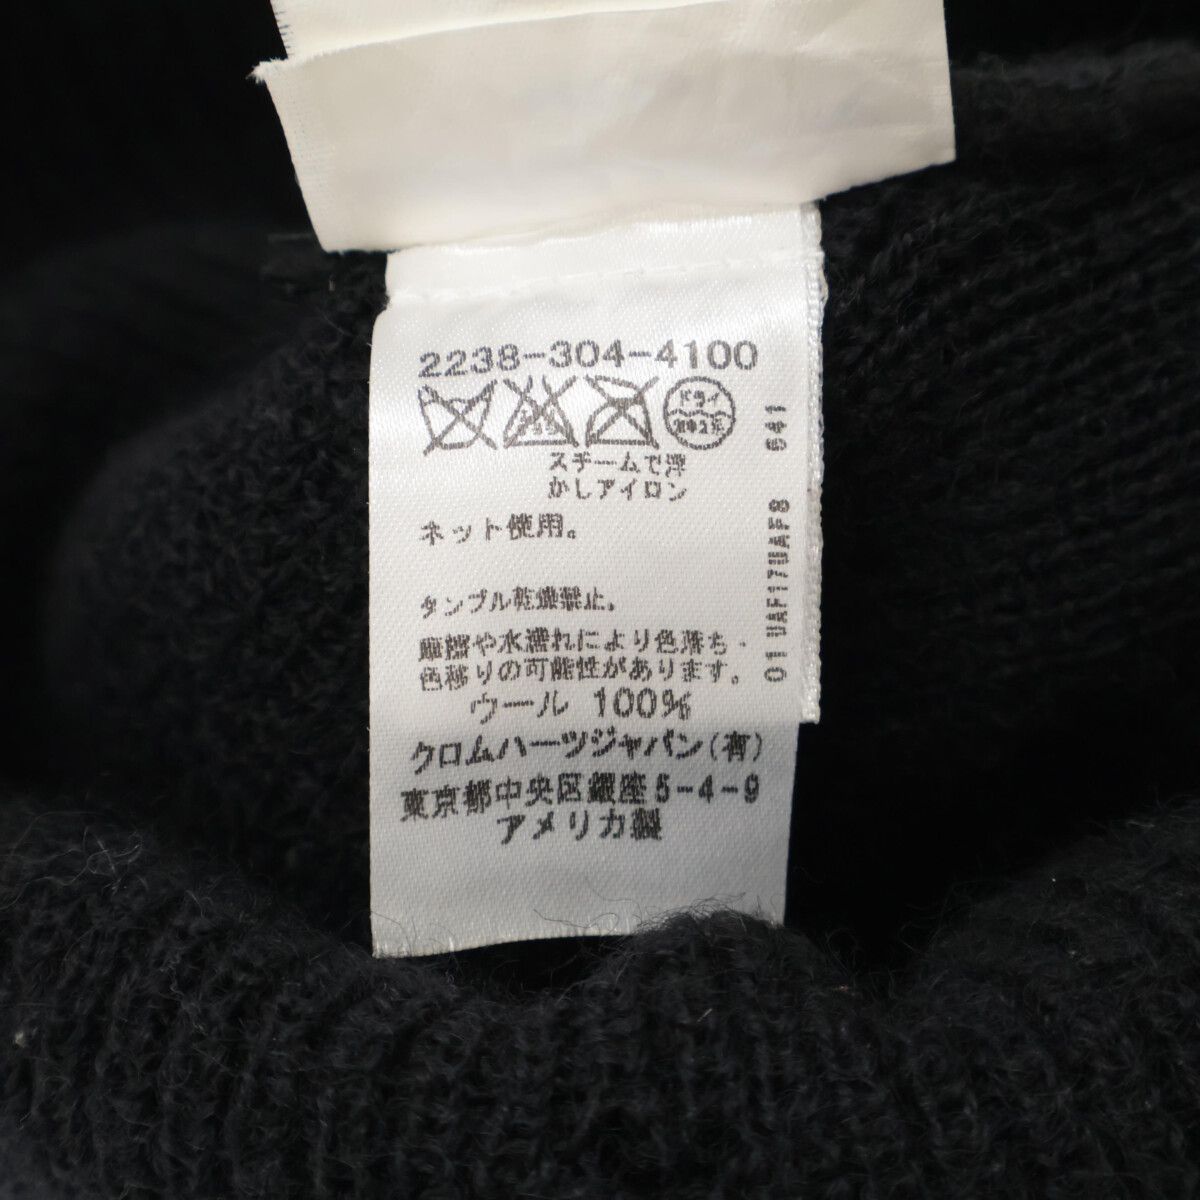 2238-304-4100
ドライ
スチームで浮
かしアイロン
ネット使用。
タンブル乾燥禁止。
摩擦や水濡れにより色落ち・
色移りの可能性があります。
ウール 100%
クロムハーツジャパン(有)
東京都中央区銀座5-4-9
アメリカ製
01 UAF17UAF8 641